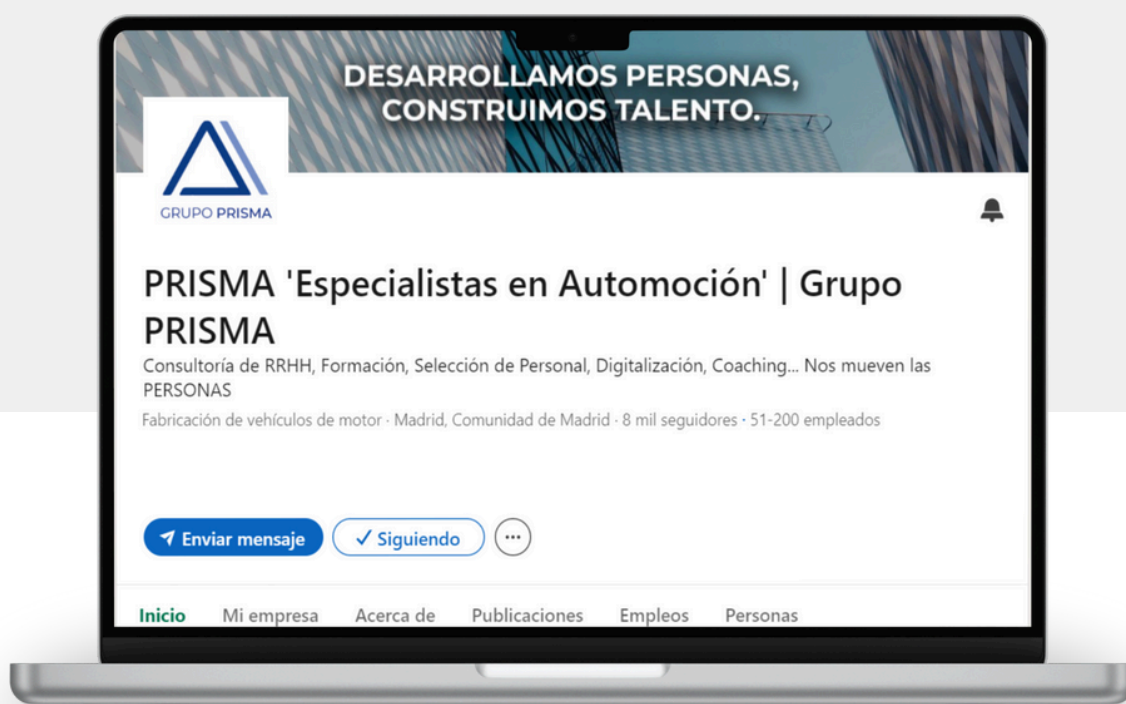 DESARROLLAMOS PERSONAS,
CONSTRUIMOS TALENTO.
GRUPO PRISMA
PRISMA 'Especialistas en Automoción' | Grupo
PRISMA
Consultoría de RRHH, Formación, Selección de Personal, Digitalización, Coaching... Nos mueven las
PERSONAS
Fabricación de vehículos de motor · Madrid, Comunidad de Madrid · 8 mil seguidores · 51-200 empleados
Enviar mensaje
Siguiendo
Inicio Mi empresa Acerca de Publicaciones Empleos Personas